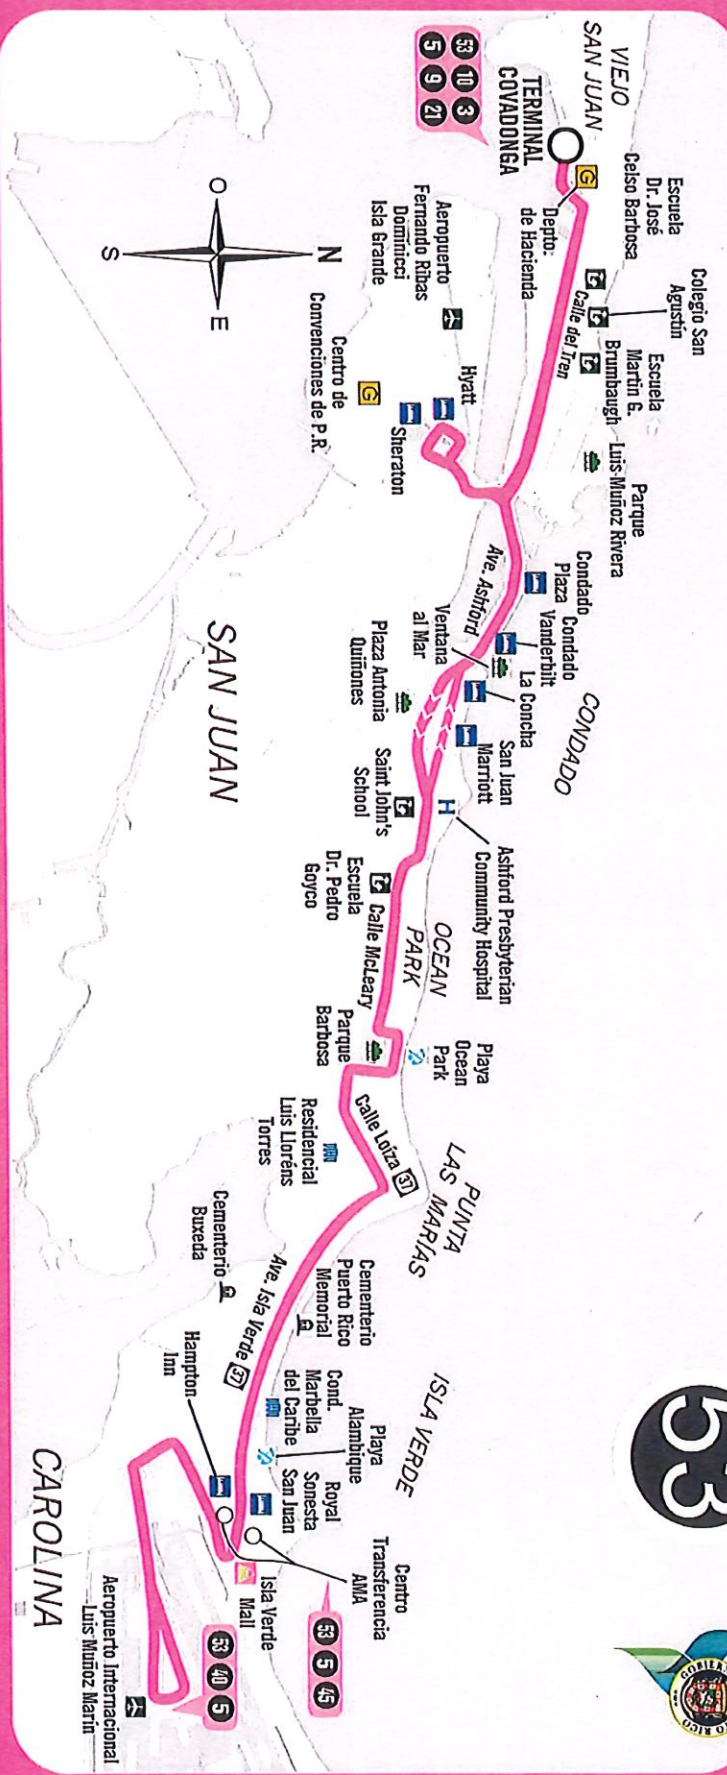 53
GOBIERNO
PUERTO RICO
VIEJO
SAN JUAN
TERMINAL
COVADONGA
53 10 3
5 9 21
G
Depto.
de Hacienda
Escuela
Dr. José
Celso Barbosa
Colegio San
Agustín
Escuela
Martin G.
Brumbaugh
Calle del Tren
Parque
Luis Muñoz Rivera
Aeropuerto
Fernando Ribas
Dominicci
Isla Grande
Hyatt
Sheraton
G
Centro de
Convenciones de P.R.
N
O
E
S
Condado
Plaza
Condado
Vanderbilt
La Concha
San Juan
Marriott
CONDADO
Ave. Ashford
Ventana
al Mar
Plaza Antonia
Quiñones
Saint John's
School
H
Ashford Presbyterian
Community Hospital
SAN JUAN
Escuela
Dr. Pedro
Goyco
Calle McLeary
OCEAN
PARK
Parque
Barbosa
Playa
Ocean
Park
Calle Loíza 37
Residencial
Luis Lloréns
Torres
PUNTA
LAS MARÍAS
Cementerio
Buxeda
Ave. Isla Verde 37
Cementerio
Puerto Rico
Memorial
Cond.
Marbella
del Caribe
ISLA VERDE
Playa
Alambique
Royal
Sonesta
San Juan
Hampton
Inn
Centro
Transferencia
AMA
53 5 45
Isla Verde
Mall
53 40 5
Aeropuerto Internacional
Luis Muñoz Marín
CAROLINA